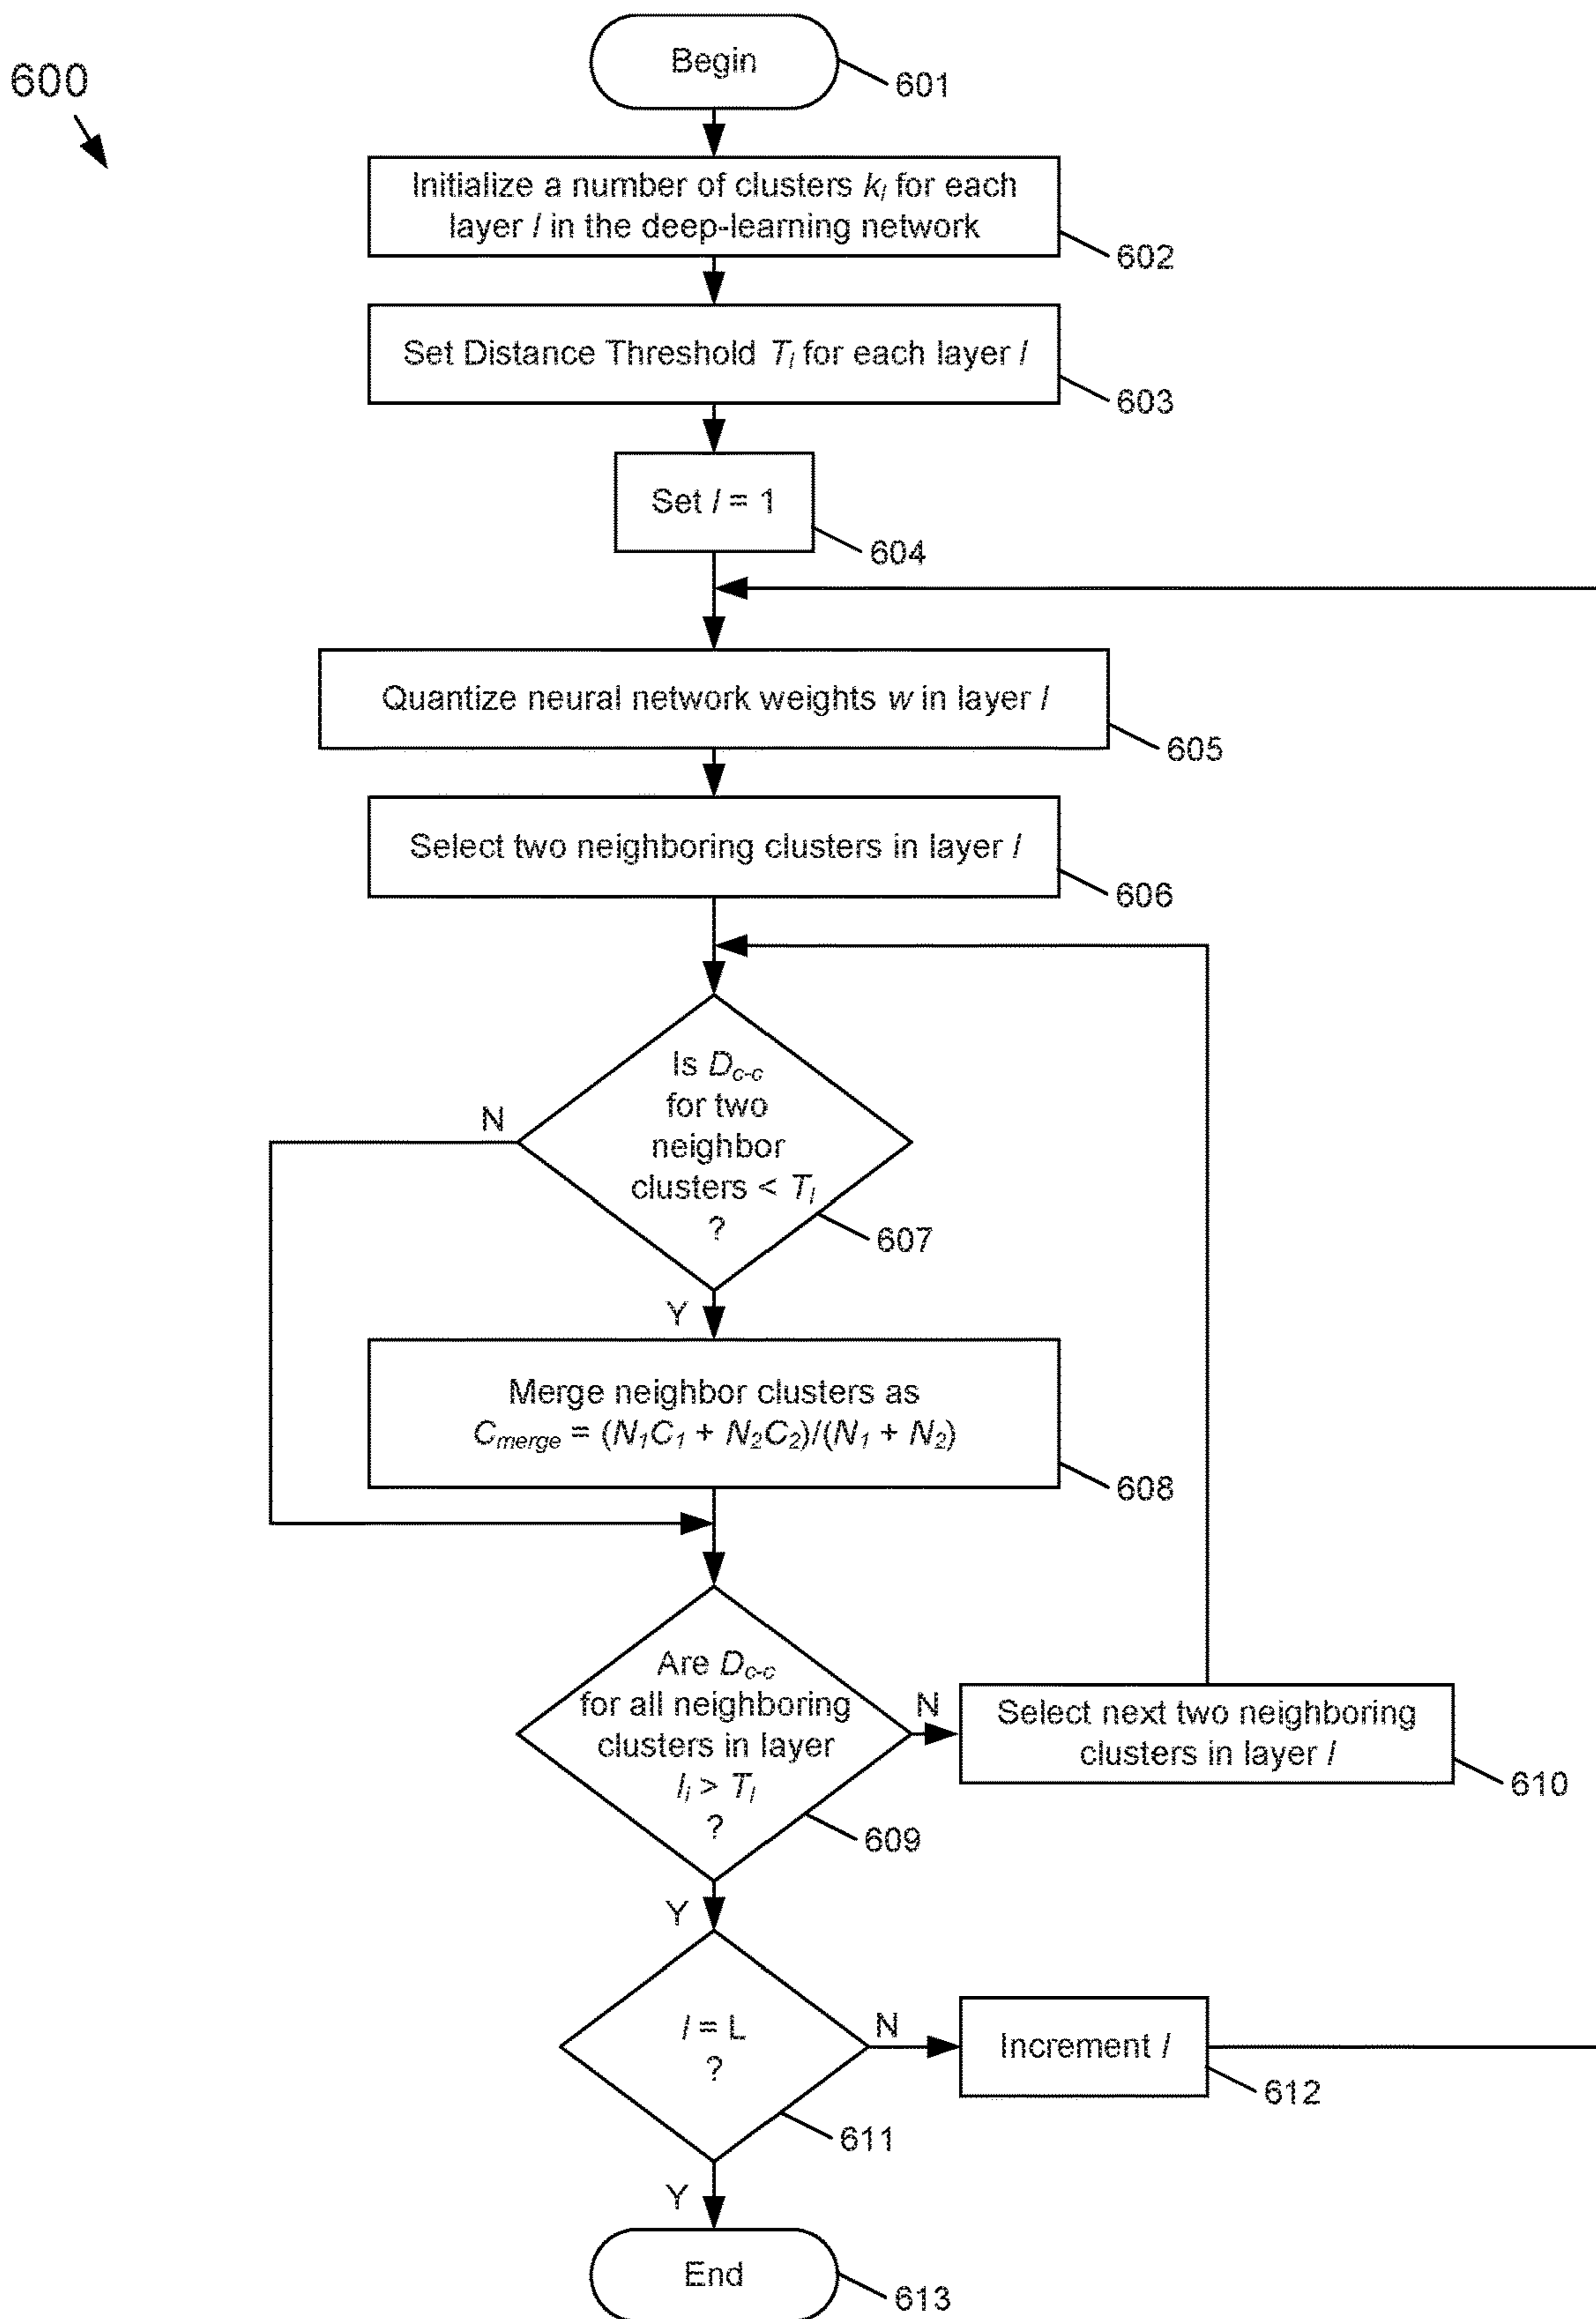 600
Begin
601
Initialize a number of clusters kl for each
layer l in the deep-learning network
602
Set Distance Threshold Tl for each layer l
603
Set l = 1
604
Quantize neural network weights w in layer l
605
Select two neighboring clusters in layer l
606
Is Dc-c
for two
neighbor
clusters < Tl
?
N
607
Y
Merge neighbor clusters as
Cmerge = (N1C1 + N2C2)/(N1 + N2)
608
Are Dc-c
for all neighboring
clusters in layer
li > Tl
?
N
609
Select next two neighboring
clusters in layer l
610
Y
l = L
?
N
611
Increment l
612
Y
End
613